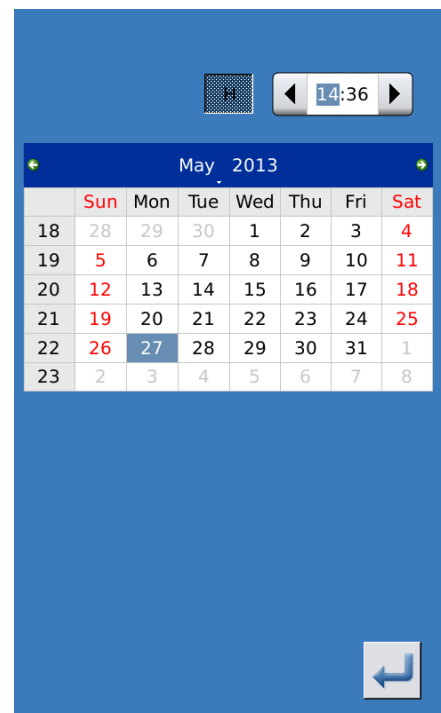 H 14:36
May 2013
Sun Mon Tue Wed Thu Fri Sat
18 28 29 30 1 2 3 4
19 5 6 7 8 9 10 11
20 12 13 14 15 16 17 18
21 19 20 21 22 23 24 25
22 26 27 28 29 30 31 1
23 2 3 4 5 6 7 8